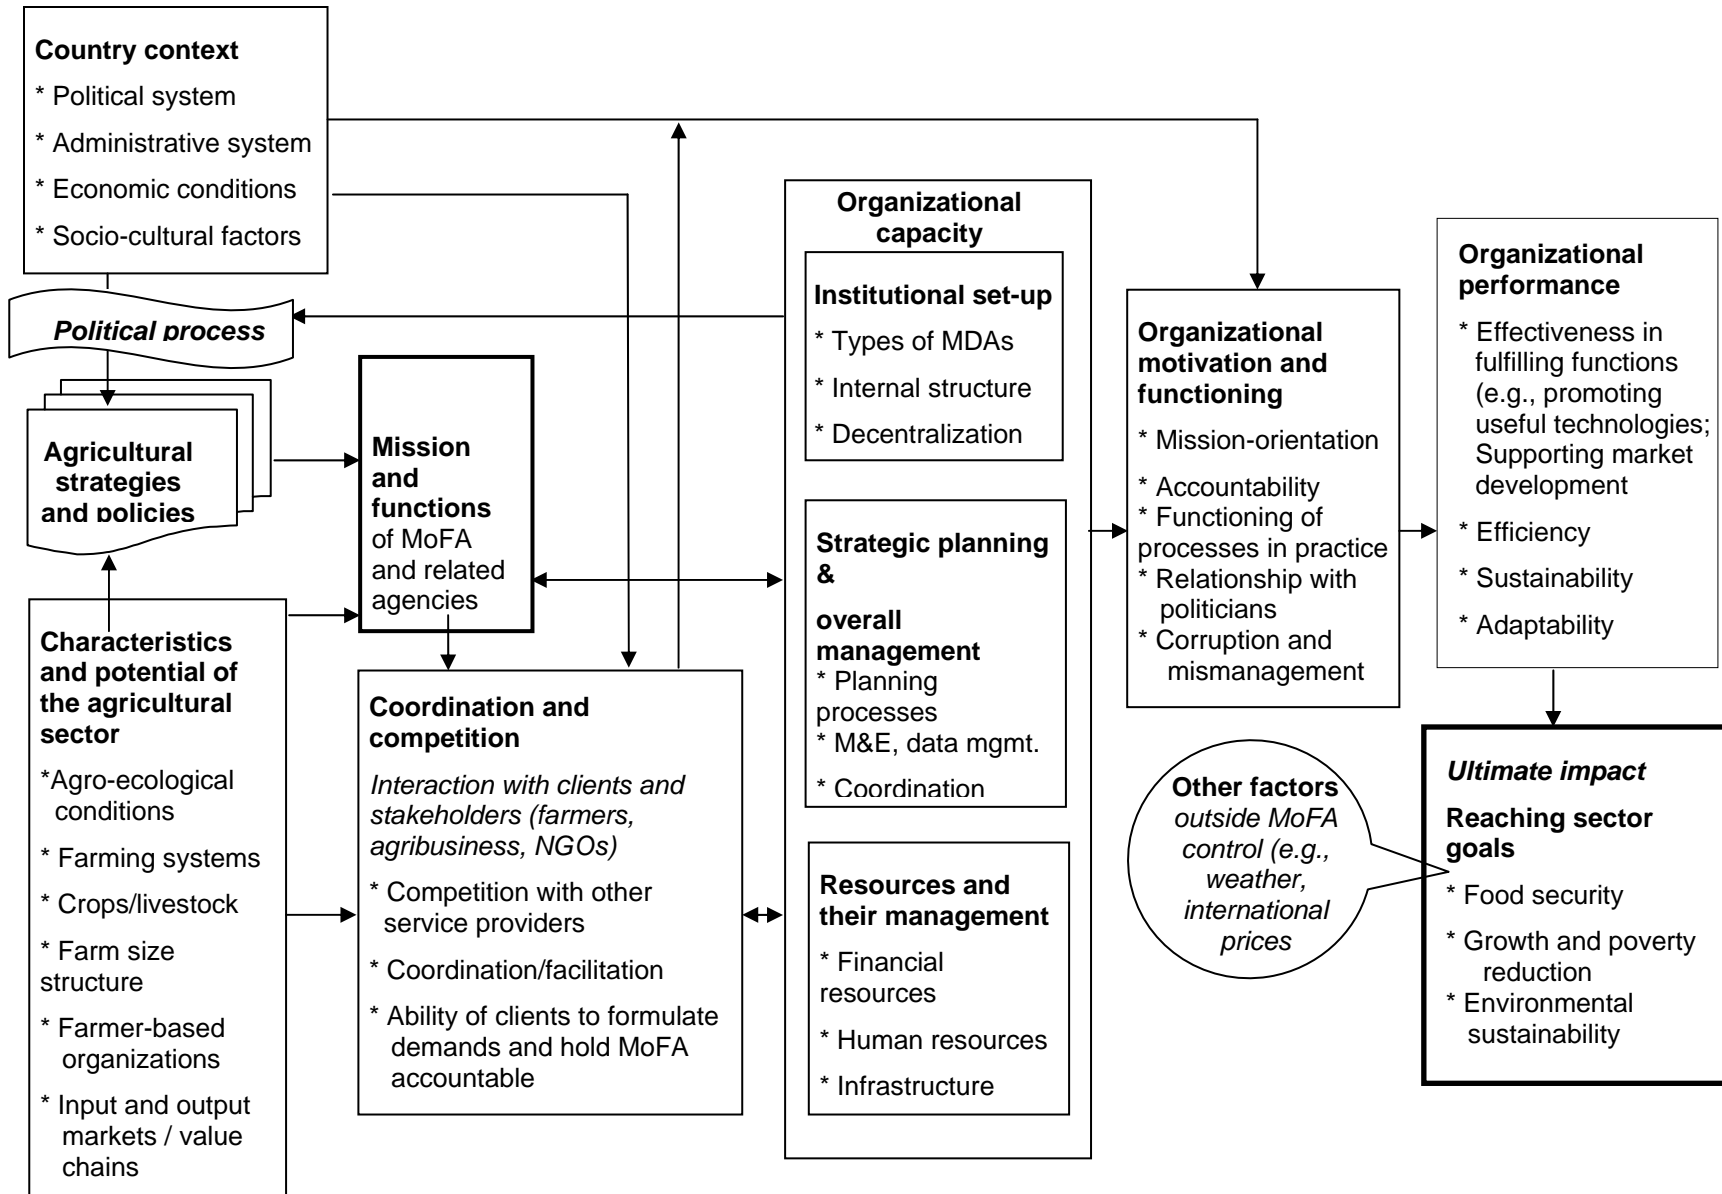 Country context
* Political system
* Administrative system
* Economic conditions
* Socio-cultural factors
Political process
Agricultural
strategies
and policies
Characteristics
and potential of
the agricultural
sector
*Agro-ecological
conditions
* Farming systems
* Crops/livestock
* Farm size
structure
* Farmer-based
organizations
* Input and output
markets / value
chains
Mission
and
functions
of MoFA
and related
agencies
Coordination and
competition
Interaction with clients and
stakeholders (farmers,
agribusiness, NGOs)
* Competition with other
service providers
* Coordination/facilitation
* Ability of clients to formulate
demands and hold MoFA
accountable
Organizational
capacity
Institutional set-up
* Types of MDAs
* Internal structure
* Decentralization
Strategic planning
&
overall
management
* Planning
processes
* M&E, data mgmt.
* Coordination
Resources and
their management
* Financial
resources
* Human resources
* Infrastructure
Organizational
motivation and
functioning
* Mission-orientation
* Accountability
* Functioning of
processes in practice
* Relationship with
politicians
* Corruption and
mismanagement
Organizational
performance
* Effectiveness in
fulfilling functions
(e.g., promoting
useful technologies;
Supporting market
development
* Efficiency
* Sustainability
* Adaptability
Other factors
outside MoFA
control (e.g.,
weather,
international
prices
Ultimate impact
Reaching sector
goals
* Food security
* Growth and poverty
reduction
* Environmental
sustainability